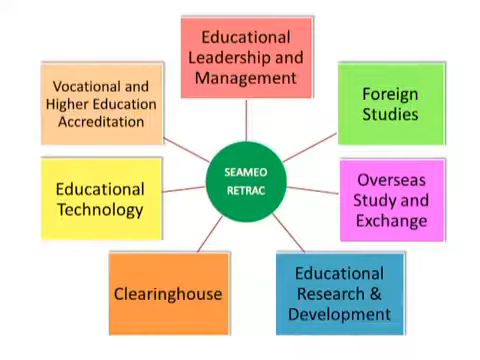 Educational
Leadership and
Management
Vocational and
Higher Education
Accreditation
Foreign
Studies
SEAMEO
RETRAC
Educational
Technology
Overseas
Study and
Exchange
Clearinghouse
Educational
Research &
Development